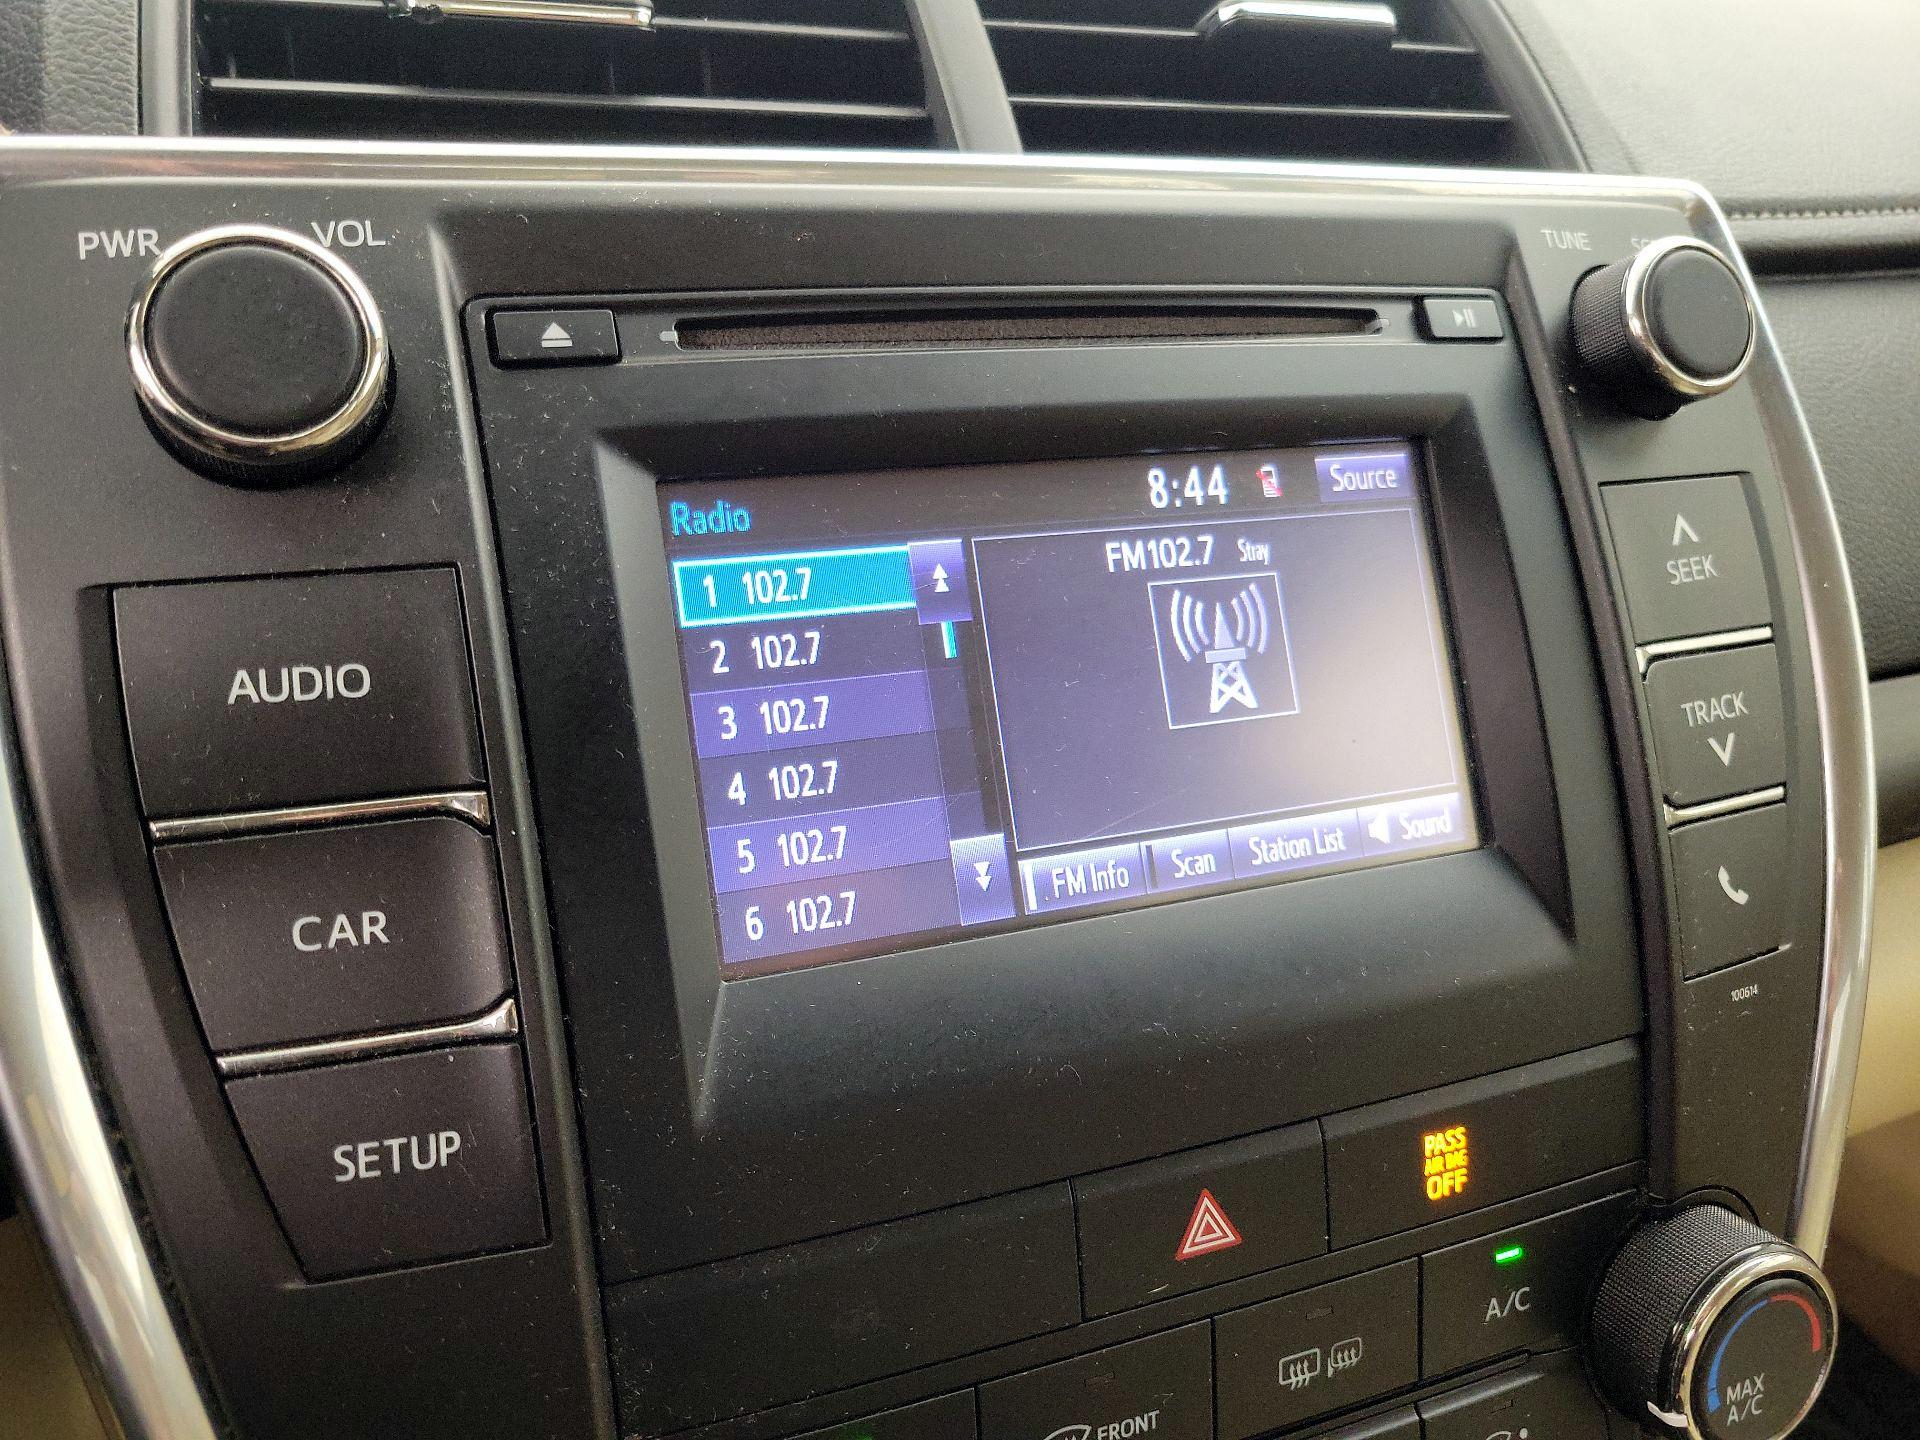 PWR VOL
TUNE
8:44
Source
Radio
FM102.7 Stray
1 102.7
2 102.7
3 102.7
4 102.7
5 102.7
6 102.7
FM Info
Scan
Station List
Sound
AUDIO
CAR
SETUP
SEEK
TRACK
100614
PASS
AIR BAG
OFF
A/C
FRONT
MAX
A/C